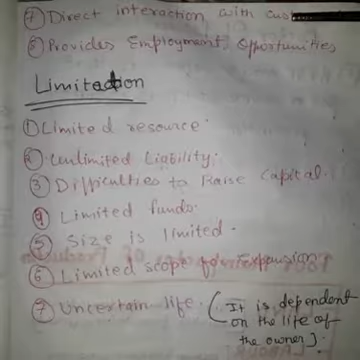 ⑦ Direct interaction with
⑧ Provides Employment Opportunities
Limitation
① Limited resource.
② Unlimited Liability.
③ Difficulties to Raise Capital.
④ Limited funds.
⑤ Size is limited.
⑥ Limited scope for Expansion
⑦ Uncertain life. (It is dependent
on the life of
the owner).